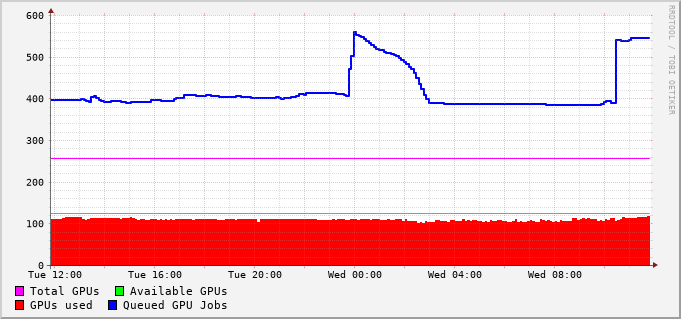 600
500
400
300
200
100
0
Tue 12:00 Tue 16:00 Tue 20:00 Wed 00:00 Wed 04:00 Wed 08:00
Total GPUs Available GPUs
GPUs used Queued GPU Jobs
RRDTOOL / TOBI OETIKER